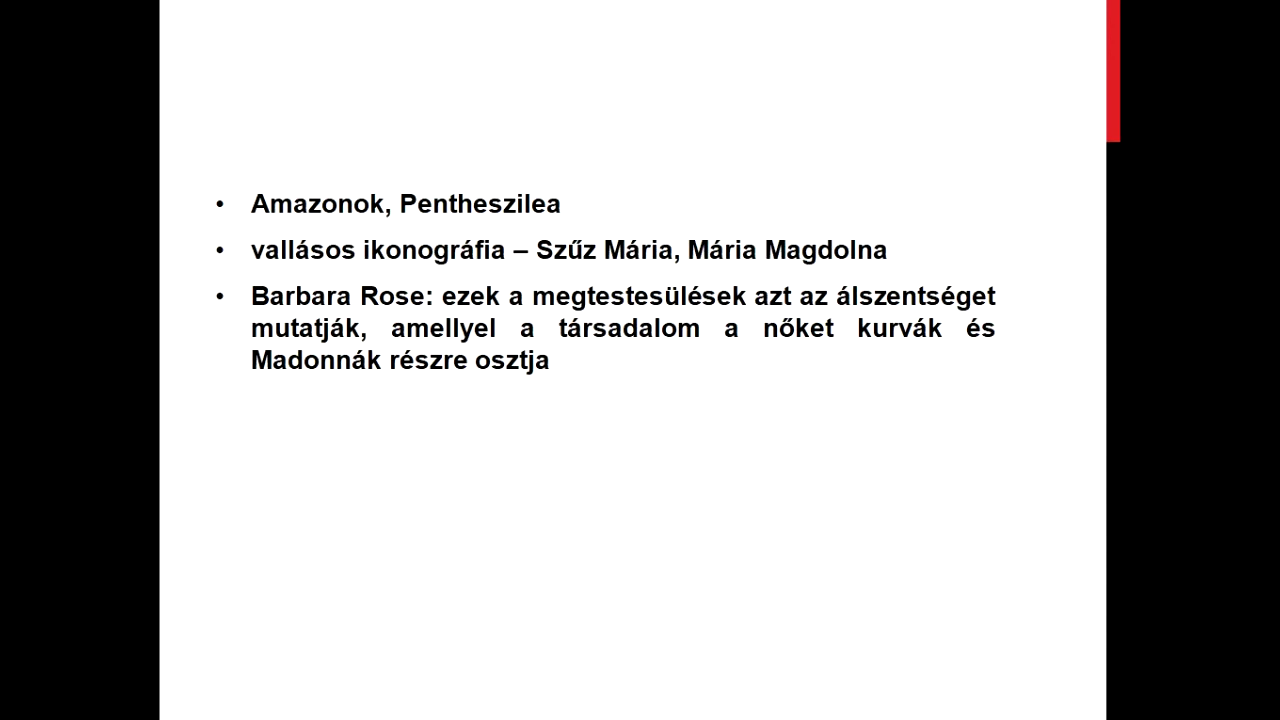 • Amazonok, Pentheszilea
• vallásos ikonográfia – Szűz Mária, Mária Magdolna
• Barbara Rose: ezek a megtestesülések azt az álszentséget
mutatják, amellyel a társadalom a nőket kurvák és
Madonnák részre osztja